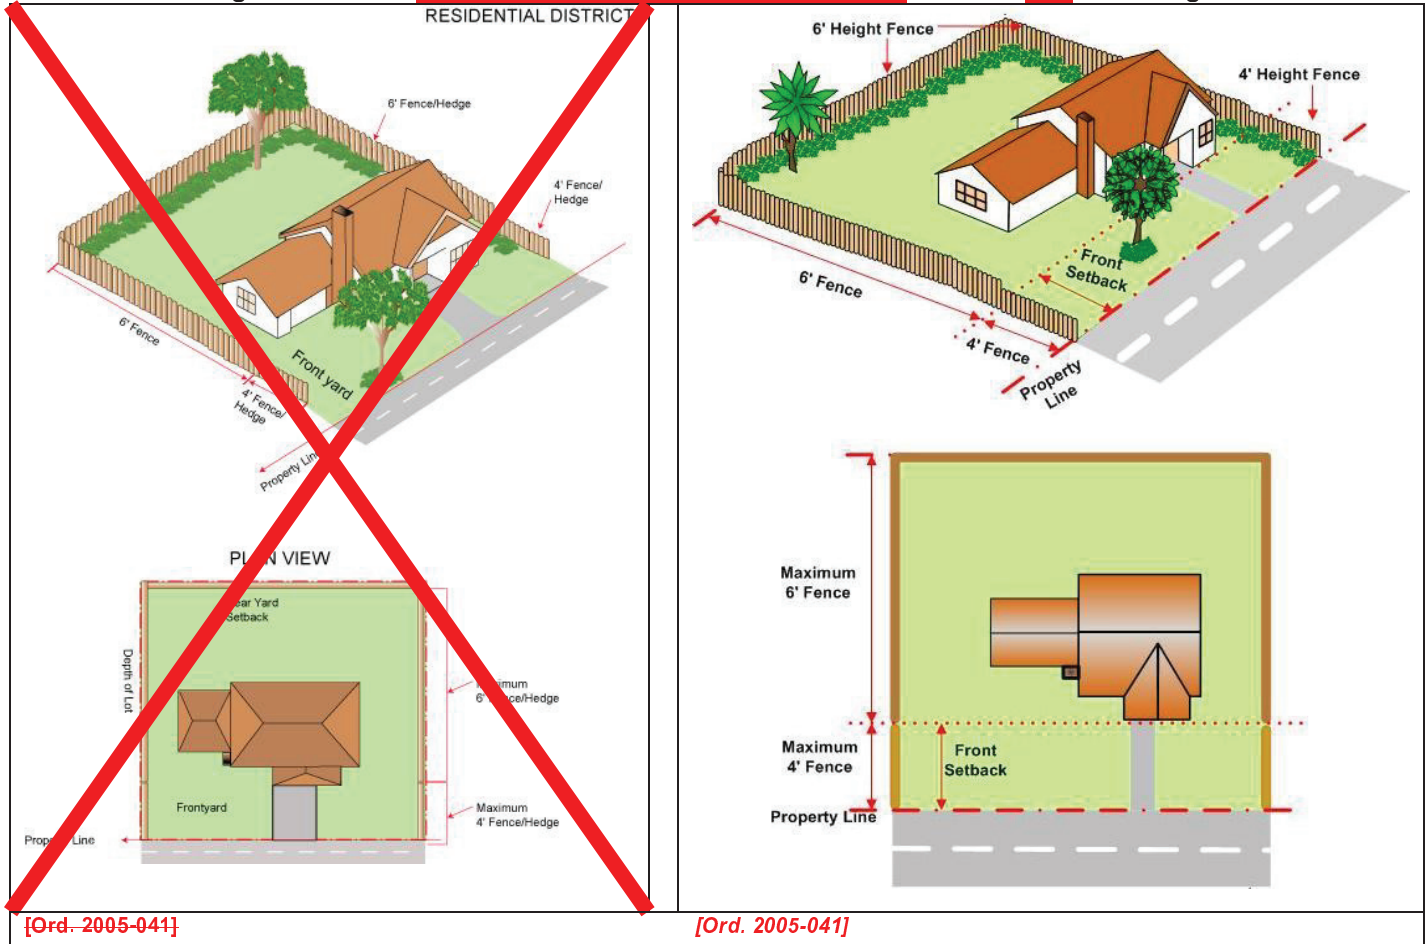 RESIDENTIAL DISTRICT
6' Fence/Hedge
4' Fence/
Hedge
6' Fence
Front yard
4' Fence/
Hedge
Property Line
PLAN VIEW
Rear Yard
Setback
Depth of Lot
Maximum
6' Fence/Hedge
Frontyard
Maximum
4' Fence/Hedge
Property Line
[Ord. 2005-041]
6' Height Fence
4' Height Fence
Front
Setback
6' Fence
4' Fence
Property
Line
Maximum
6' Fence
Maximum
4' Fence
Front
Setback
Property Line
[Ord. 2005-041]